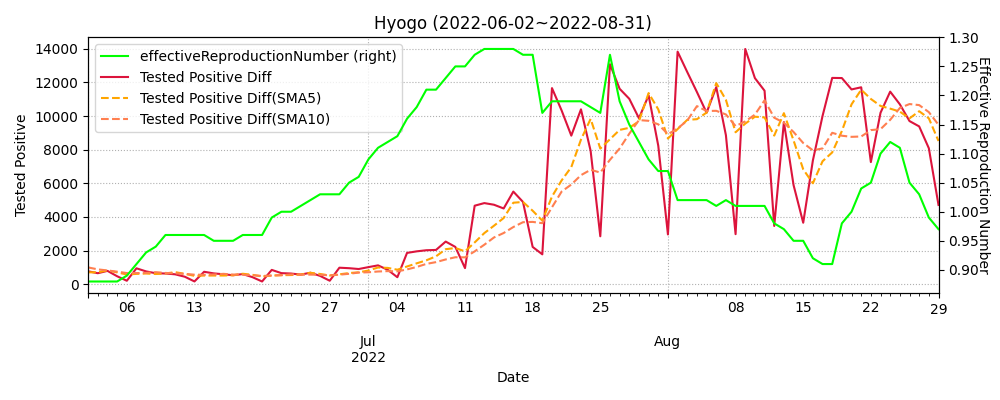 Hyogo (2022-06-02~2022-08-31)
effectiveReproductionNumber (right)
Tested Positive Diff
Tested Positive Diff(SMA5)
Tested Positive Diff(SMA10)
Tested Positive
14000
12000
10000
8000
6000
4000
2000
0
1.30
1.25
1.20
1.15
1.10
1.05
1.00
0.95
0.90
Effective Reproduction Number
06 13 20 27 04 11 18 25 08 15 22 29
Jul Aug
2022
Date